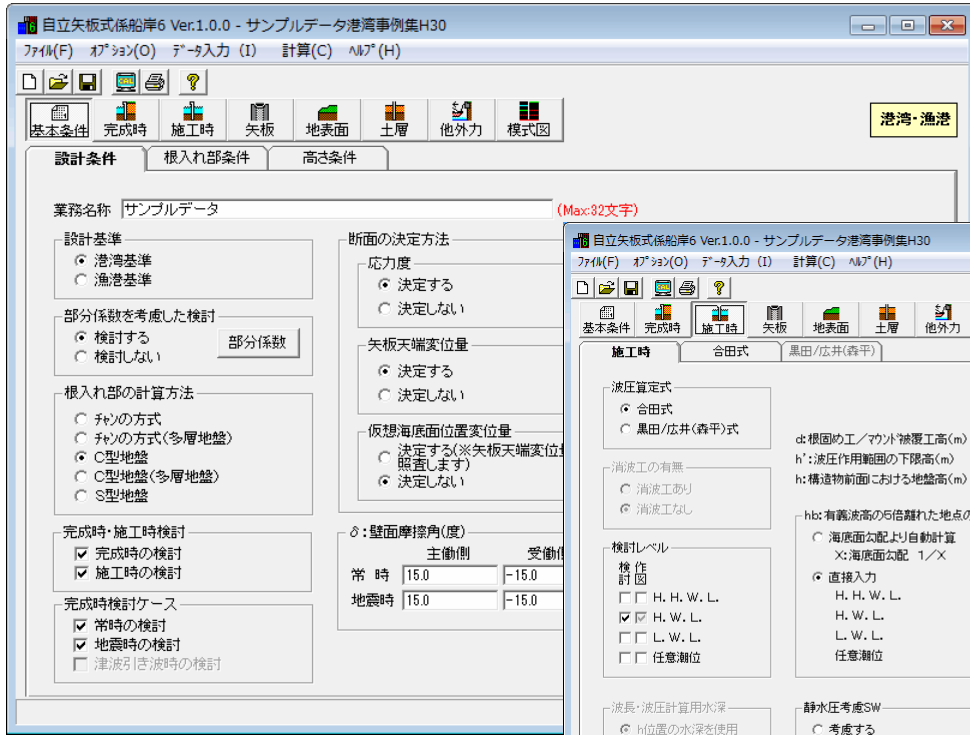 自立矢板式係船岸6 Ver.1.0.0 - サンプルデータ港湾事例集H30
ﾌｧｲﾙ(F) ｵﾌﾟｼｮﾝ(O) ﾃﾞｰﾀ入力 (I) 計算(C) ﾍﾙﾌﾟ(H)
基本条件 完成時 施工時 矢板 地表面 土層 他外力 模式図
港湾・漁港
設計条件 根入れ部条件 高さ条件
業務名称 サンプルデータ (Max:32文字)
設計基準
港湾基準
漁港基準
部分係数を考慮した検討
検討する
検討しない
部分係数
根入れ部の計算方法
ﾁｬﾝの方式
ﾁｬﾝの方式(多層地盤)
C型地盤
C型地盤(多層地盤)
S型地盤
完成時・施工時検討
完成時の検討
施工時の検討
完成時検討ケース
常時の検討
地震時の検討
津波引き波時の検討
断面の決定方法
応力度
決定する
決定しない
矢板天端変位量
決定する
決定しない
仮想海底面位置変位量
決定する(※矢板天端変位
照査します)
決定しない
δ:壁面摩擦角(度)
主働側 受働側
常 時 15.0 -15.0
地震時 15.0 -15.0
自立矢板式係船岸6 Ver.1.0.0 - サンプルデータ港湾事例集H30
ﾌｧｲﾙ(F) ｵﾌﾟｼｮﾝ(O) ﾃﾞｰﾀ入力 (I) 計算(C) ﾍﾙﾌﾟ(H)
基本条件 完成時 施工時 矢板 地表面 土層 他外力
施工時 合田式 黒田/広井(森平)
波圧算定式
合田式
黒田/広井(森平)式
消波工の有無
消波工あり
消波工なし
検討レベル
検討 作図
H. H. W. L.
H. W. L.
L. W. L.
任意潮位
波長・波圧計算用水深
h位置の水深を使用
d:根固め工／マウンド被覆工高(m)
h':波圧作用範囲の下限高(m)
h:構造物前面における地盤高(m)
hb:有義波高の5倍離れた地点の
海底面勾配より自動計算
X:海底面勾配 1／X
直接入力
H. H. W. L.
H. W. L.
L. W. L.
任意潮位
静水圧考慮SW
考慮する